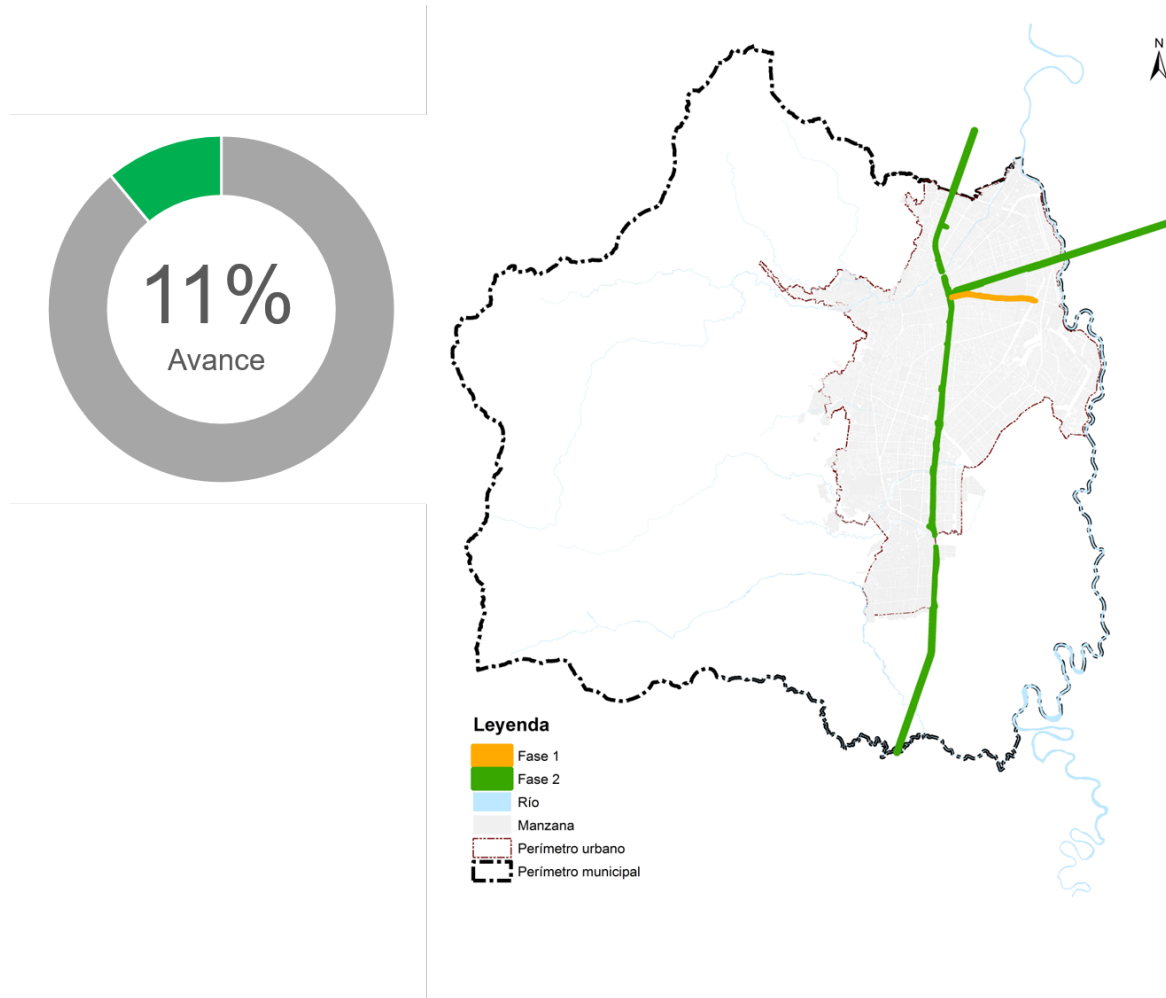 11%
Avance
N
Leyenda
Fase 1
Fase 2
Río
Manzana
Perímetro urbano
Perímetro municipal